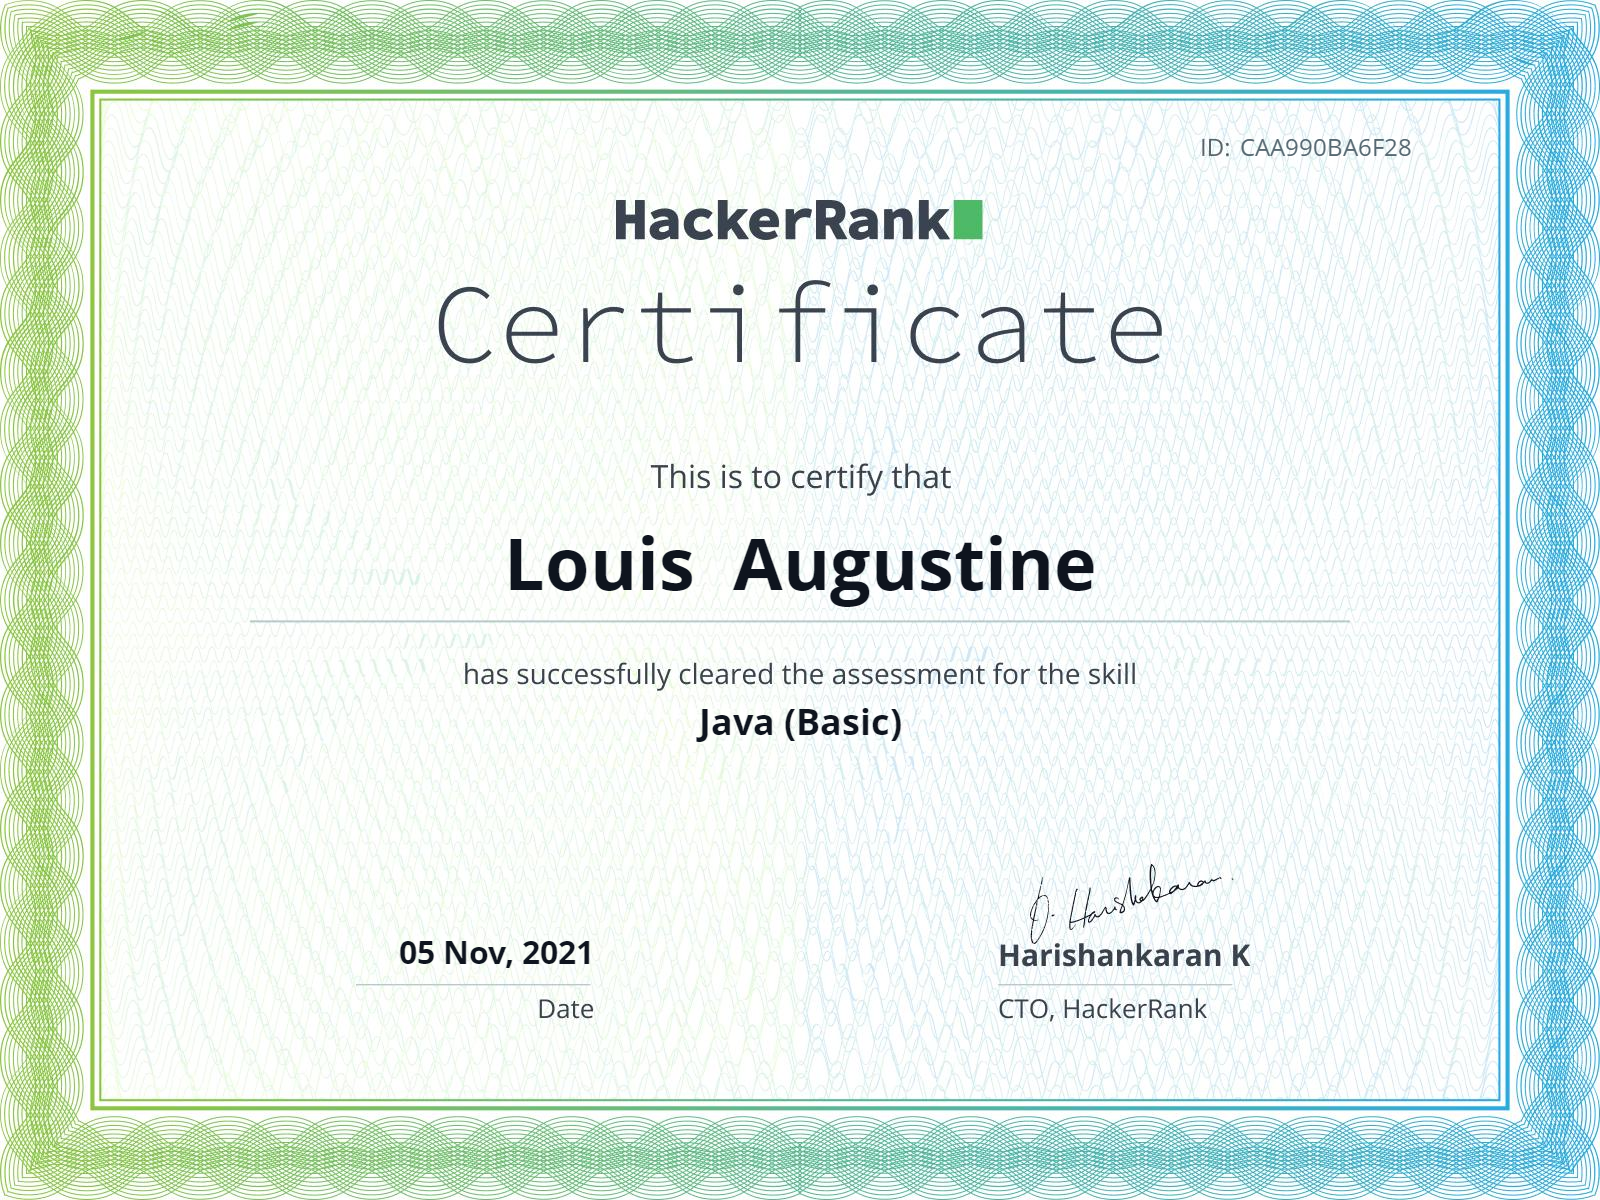 ID: CAA990BA6F28
HackerRank
Certificate
This is to certify that
Louis Augustine
has successfully cleared the assessment for the skill
Java (Basic)
05 Nov, 2021
Date
J. Harishankaran
Harishankaran K
CTO, HackerRank